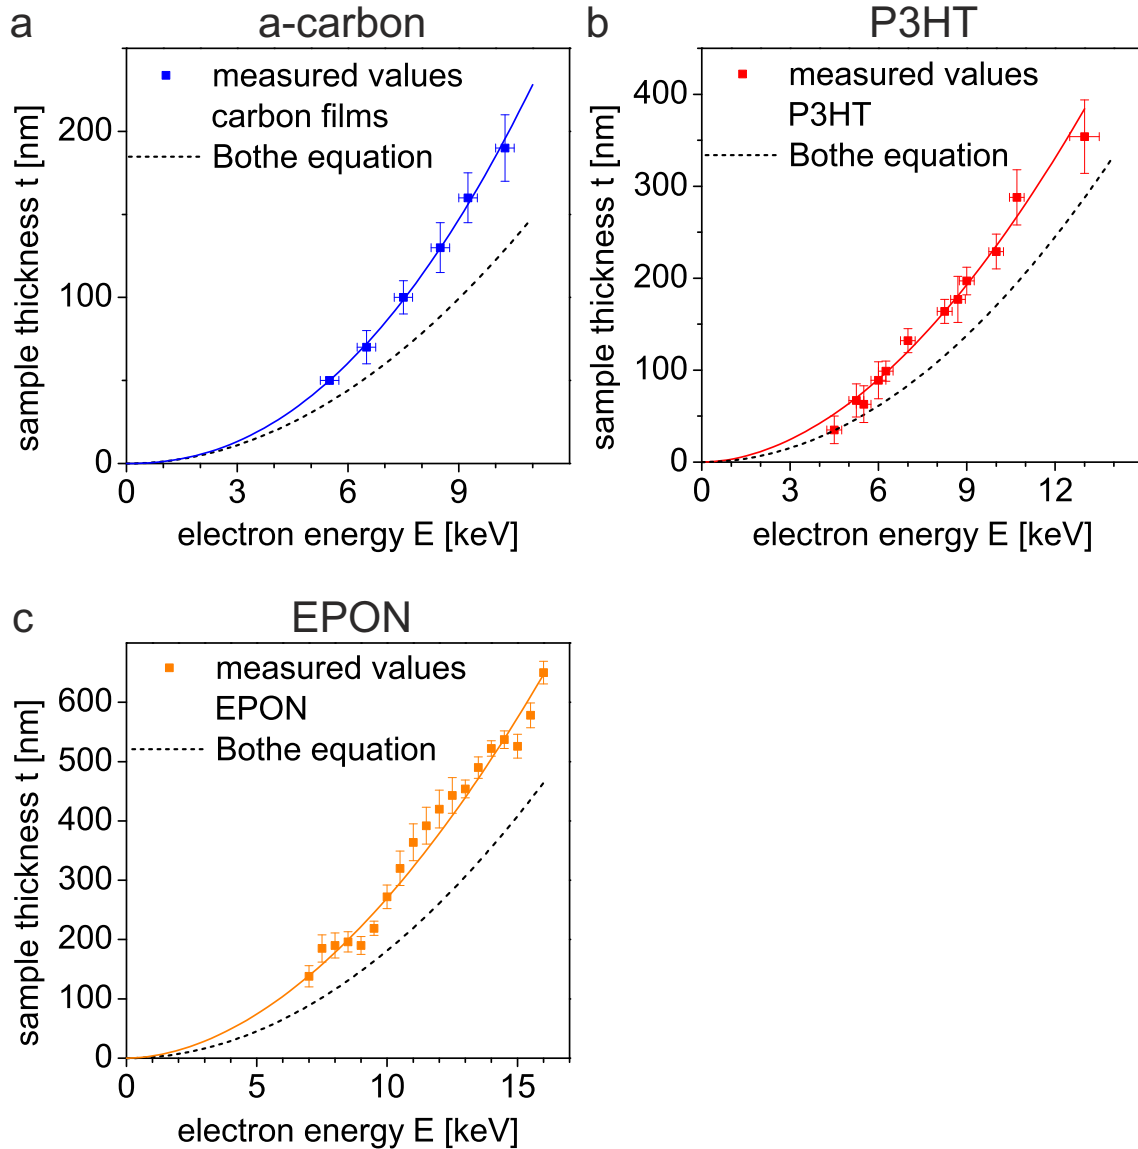 a
a-carbon
measured values
carbon films
Bothe equation
sample thickness t [nm]
200
100
0
0 3 6 9
electron energy E [keV]
b
P3HT
measured values
P3HT
Bothe equation
sample thickness t [nm]
400
300
200
100
0
0 3 6 9 12
electron energy E [keV]
c
EPON
measured values
EPON
Bothe equation
sample thickness t [nm]
600
500
400
300
200
100
0
0 5 10 15
electron energy E [keV]